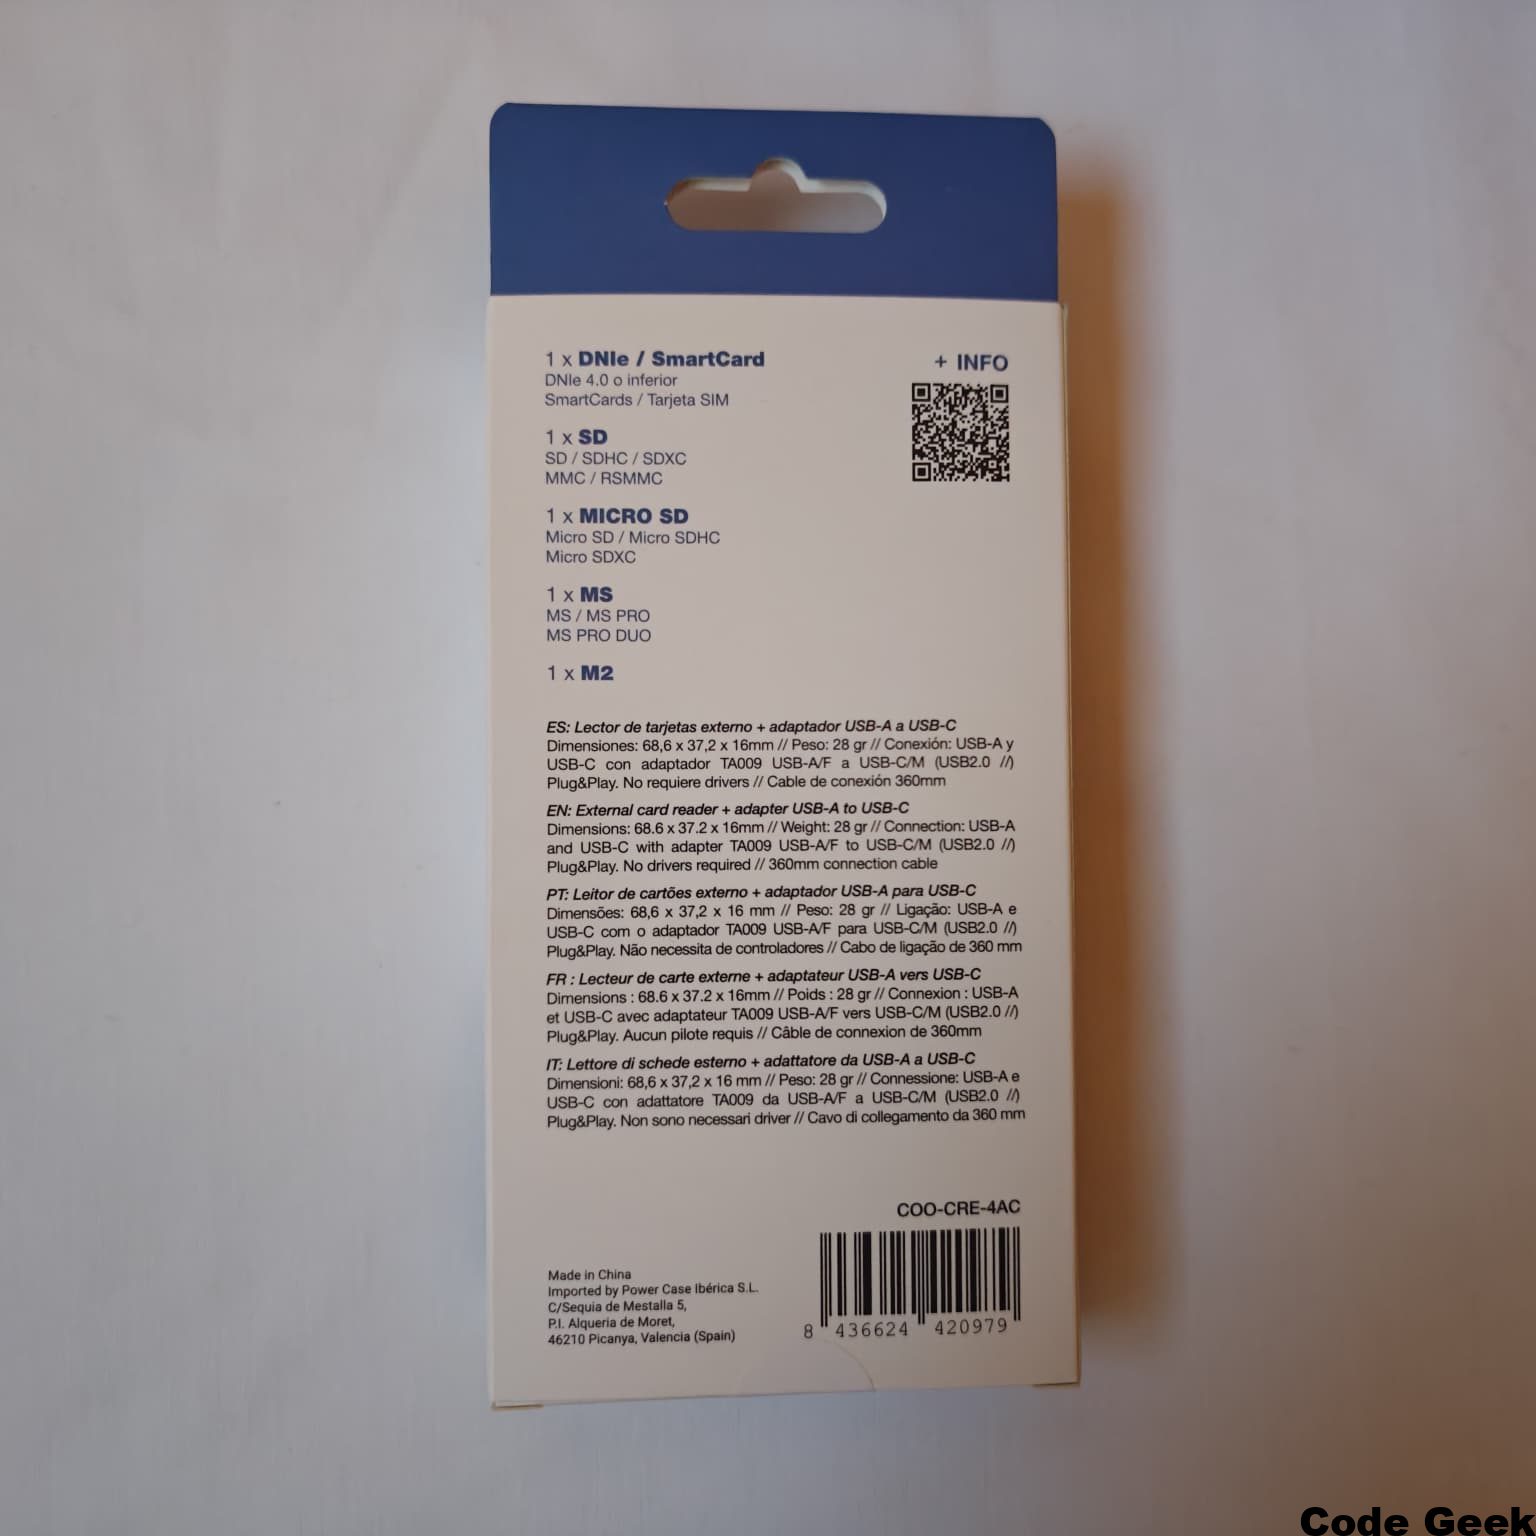 1 x DNIe / SmartCard
DNIe 4.0 o inferior
SmartCards / Tarjeta SIM
+ INFO
1 x SD
SD / SDHC / SDXC
MMC / RSMMC
1 x MICRO SD
Micro SD / Micro SDHC
Micro SDXC
1 x MS
MS / MS PRO
MS PRO DUO
1 x M2
ES: Lector de tarjetas externo + adaptador USB-A a USB-C
Dimensiones: 68,6 x 37,2 x 16mm // Peso: 28 gr // Conexión: USB-A y
USB-C con adaptador TA009 USB-A/F a USB-C/M (USB2.0 //)
Plug&Play. No requiere drivers // Cable de conexión 360mm
EN: External card reader + adapter USB-A to USB-C
Dimensions: 68.6 x 37.2 x 16mm // Weight: 28 gr // Connection: USB-A
and USB-C with adapter TA009 USB-A/F to USB-C/M (USB2.0 //)
Plug&Play. No drivers required // 360mm connection cable
PT: Leitor de cartões externo + adaptador USB-A para USB-C
Dimensões: 68,6 x 37,2 x 16 mm // Peso: 28 gr // Ligação: USB-A e
USB-C com o adaptador TA009 USB-A/F para USB-C/M (USB2.0 //)
Plug&Play. Não necessita de controladores // Cabo de ligação de 360 mm
FR : Lecteur de carte externe + adaptateur USB-A vers USB-C
Dimensions : 68.6 x 37.2 x 16mm // Poids : 28 gr // Connexion : USB-A
et USB-C avec adaptateur TA009 USB-A/F vers USB-C/M (USB2.0 //)
Plug&Play. Aucun pilote requis // Câble de connexion de 360mm
IT: Lettore di schede esterno + adattatore da USB-A a USB-C
Dimensioni: 68,6 x 37,2 x 16 mm // Peso: 28 gr // Connessione: USB-A e
USB-C con adattatore TA009 da USB-A/F a USB-C/M (USB2.0 //)
Plug&Play. Non sono necessari driver // Cavo di collegamento da 360 mm
COO-CRE-4AC
Made in China
Imported by Power Case Ibérica S.L.
C/Sequia de Mestalla 5,
P.I. Alqueria de Moret,
46210 Picanya, Valencia (Spain)
8 436624 420979
Code Geek